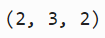 (2, 3, 2)